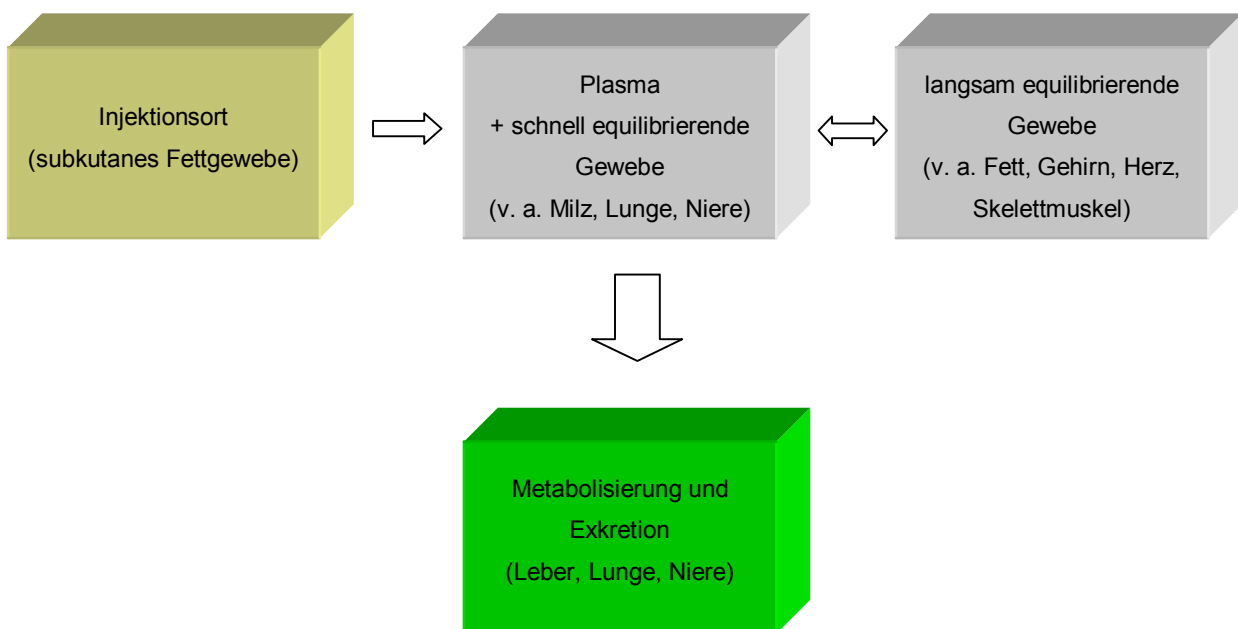 Injektionsort
(subkutanes Fettgewebe)
Plasma
+ schnell equilibrierende
Gewebe
(v. a. Milz, Lunge, Niere)
langsam equilibrierende
Gewebe
(v. a. Fett, Gehirn, Herz,
Skelettmuskel)
Metabolisierung und
Exkretion
(Leber, Lunge, Niere)